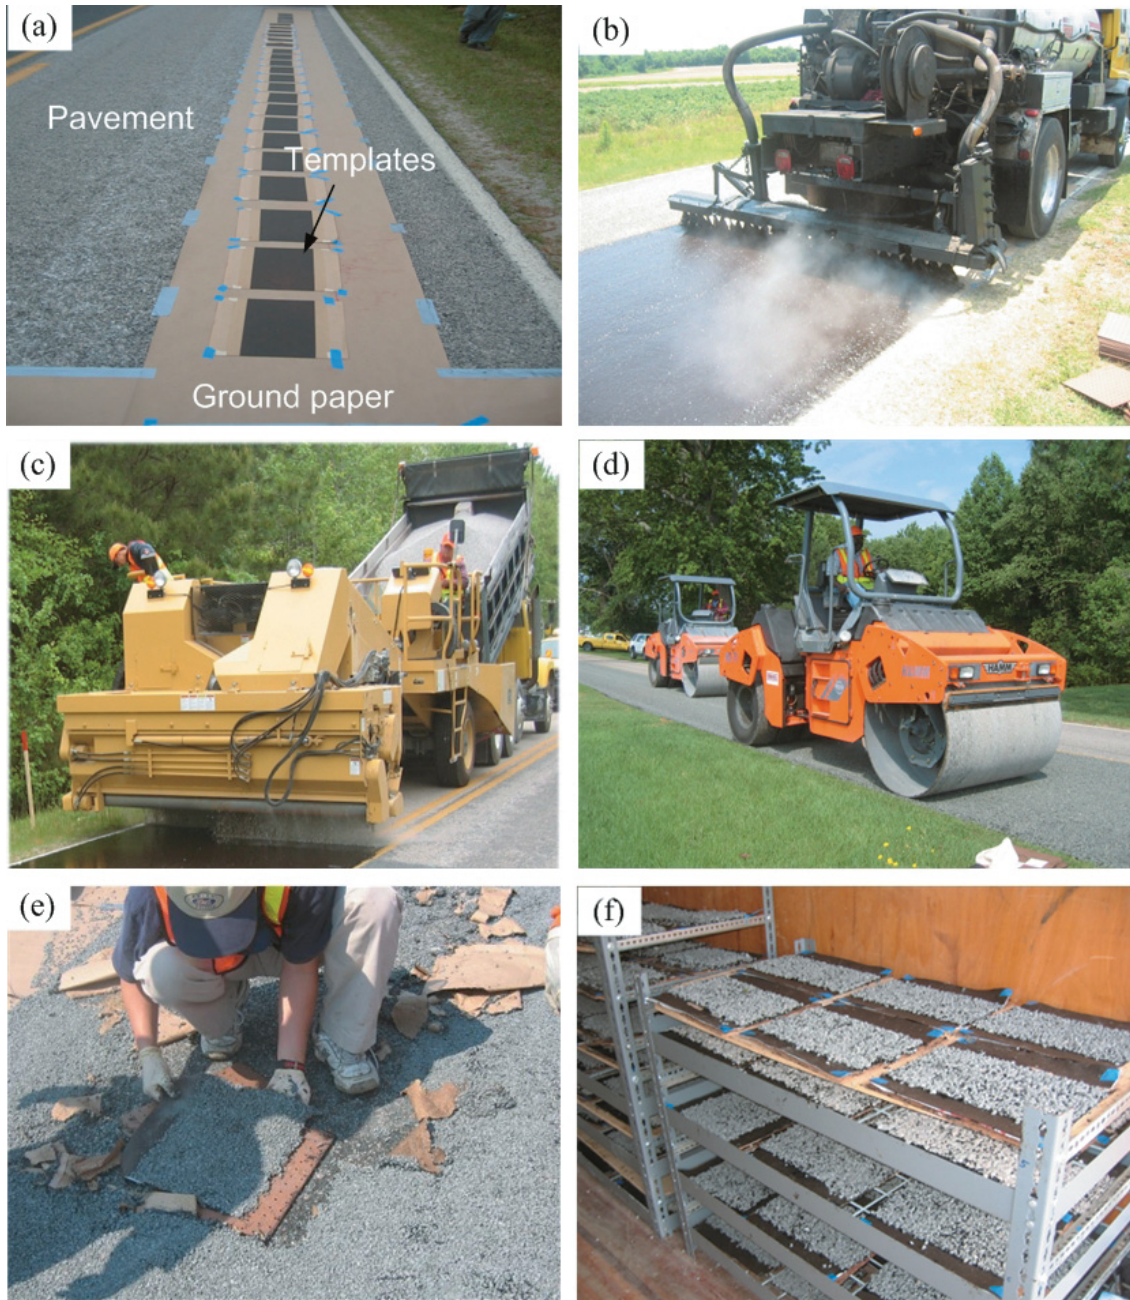 (a)
Pavement
Templates
Ground paper
(b)
(c)
(d)
HAMM
(e)
(f)